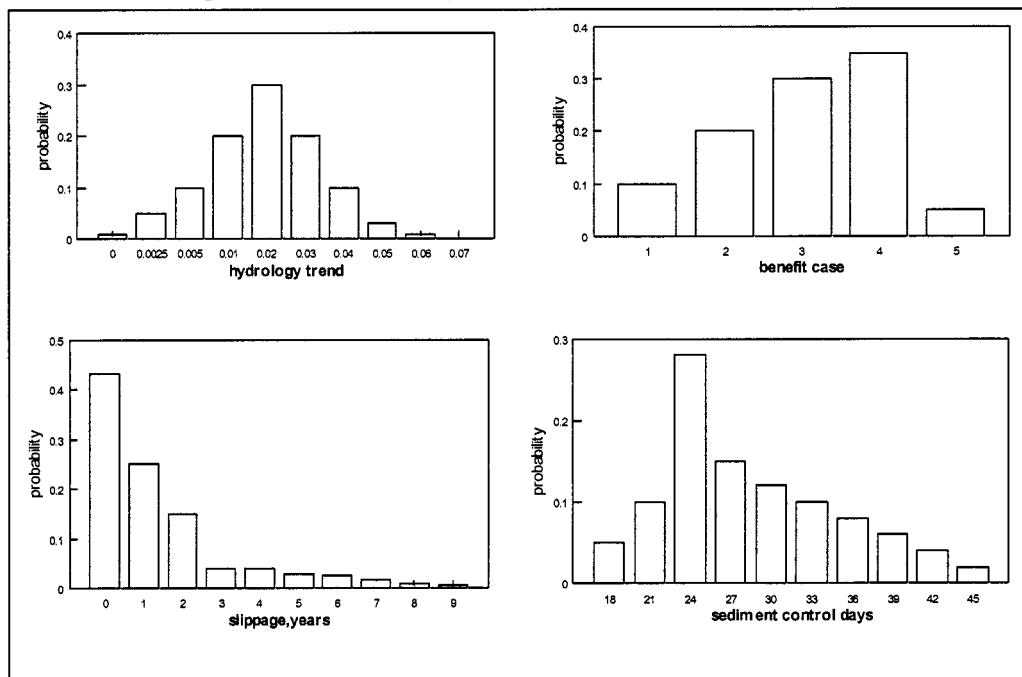 0.4
0.3
0.2
0.1
0
probability
0 0.0025 0.005 0.01 0.02 0.03 0.04 0.05 0.06 0.07
hydrology trend
0.4
0.3
0.2
0.1
0
probability
1 2 3 4 5
benefit case
0.5
0.4
0.3
0.2
0.1
0
probability
0 1 2 3 4 5 6 7 8 9
slippage,years
0.3
0.2
0.1
0
probability
18 21 24 27 30 33 36 39 42 45
sediment control days